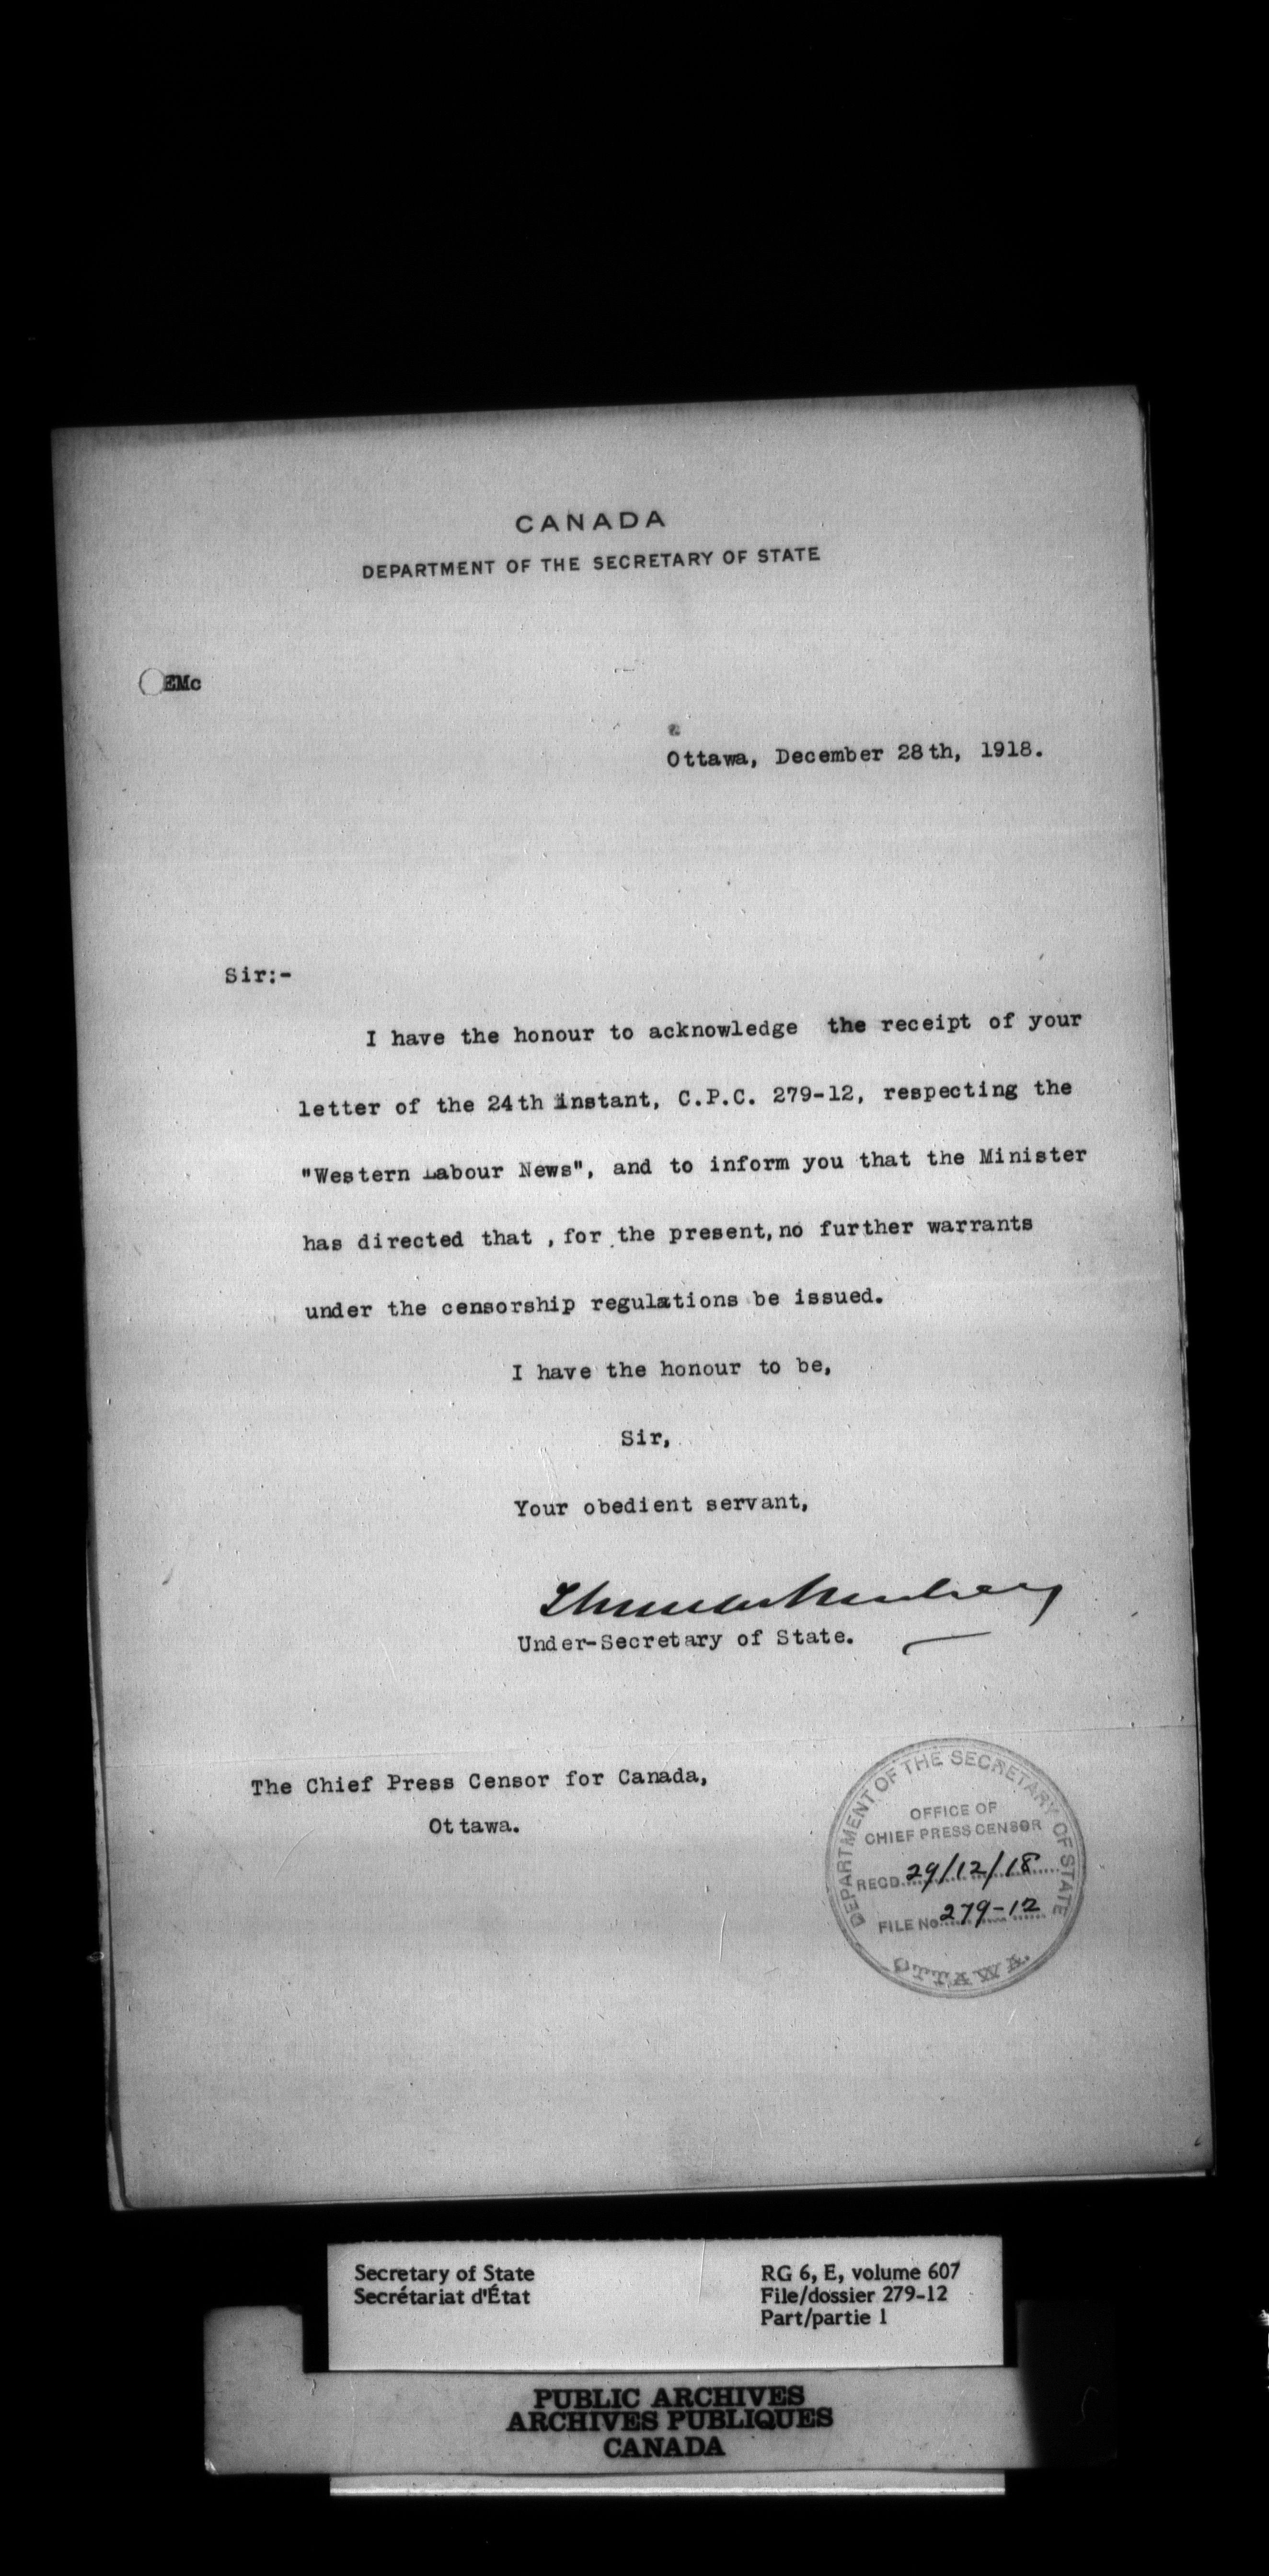 CANADA
DEPARTMENT OF THE SECRETARY OF STATE
EMc
Ottawa, December 28th, 1918.
Sir:-
I have the honour to acknowledge the receipt of your
letter of the 24th instant, C.P.C. 279-12, respecting the
"Western Labour News", and to inform you that the Minister
has directed that , for the present, no further warrants
under the censorship regulations be issued.
I have the honour to be,
Sir,
Your obedient servant,
Under-Secretary of State.
The Chief Press Censor for Canada,
Ottawa.
DEPARTMENT OF THE SECRETARY OF STATE
OFFICE OF
CHIEF PRESS CENSOR
RECD. 29/12/18
FILE No. 279-12
OTTAWA.
Secretary of State
Secrétariat d'État
RG 6, E, volume 607
File/dossier 279-12
Part/partie 1
PUBLIC ARCHIVES
ARCHIVES PUBLIQUES
CANADA